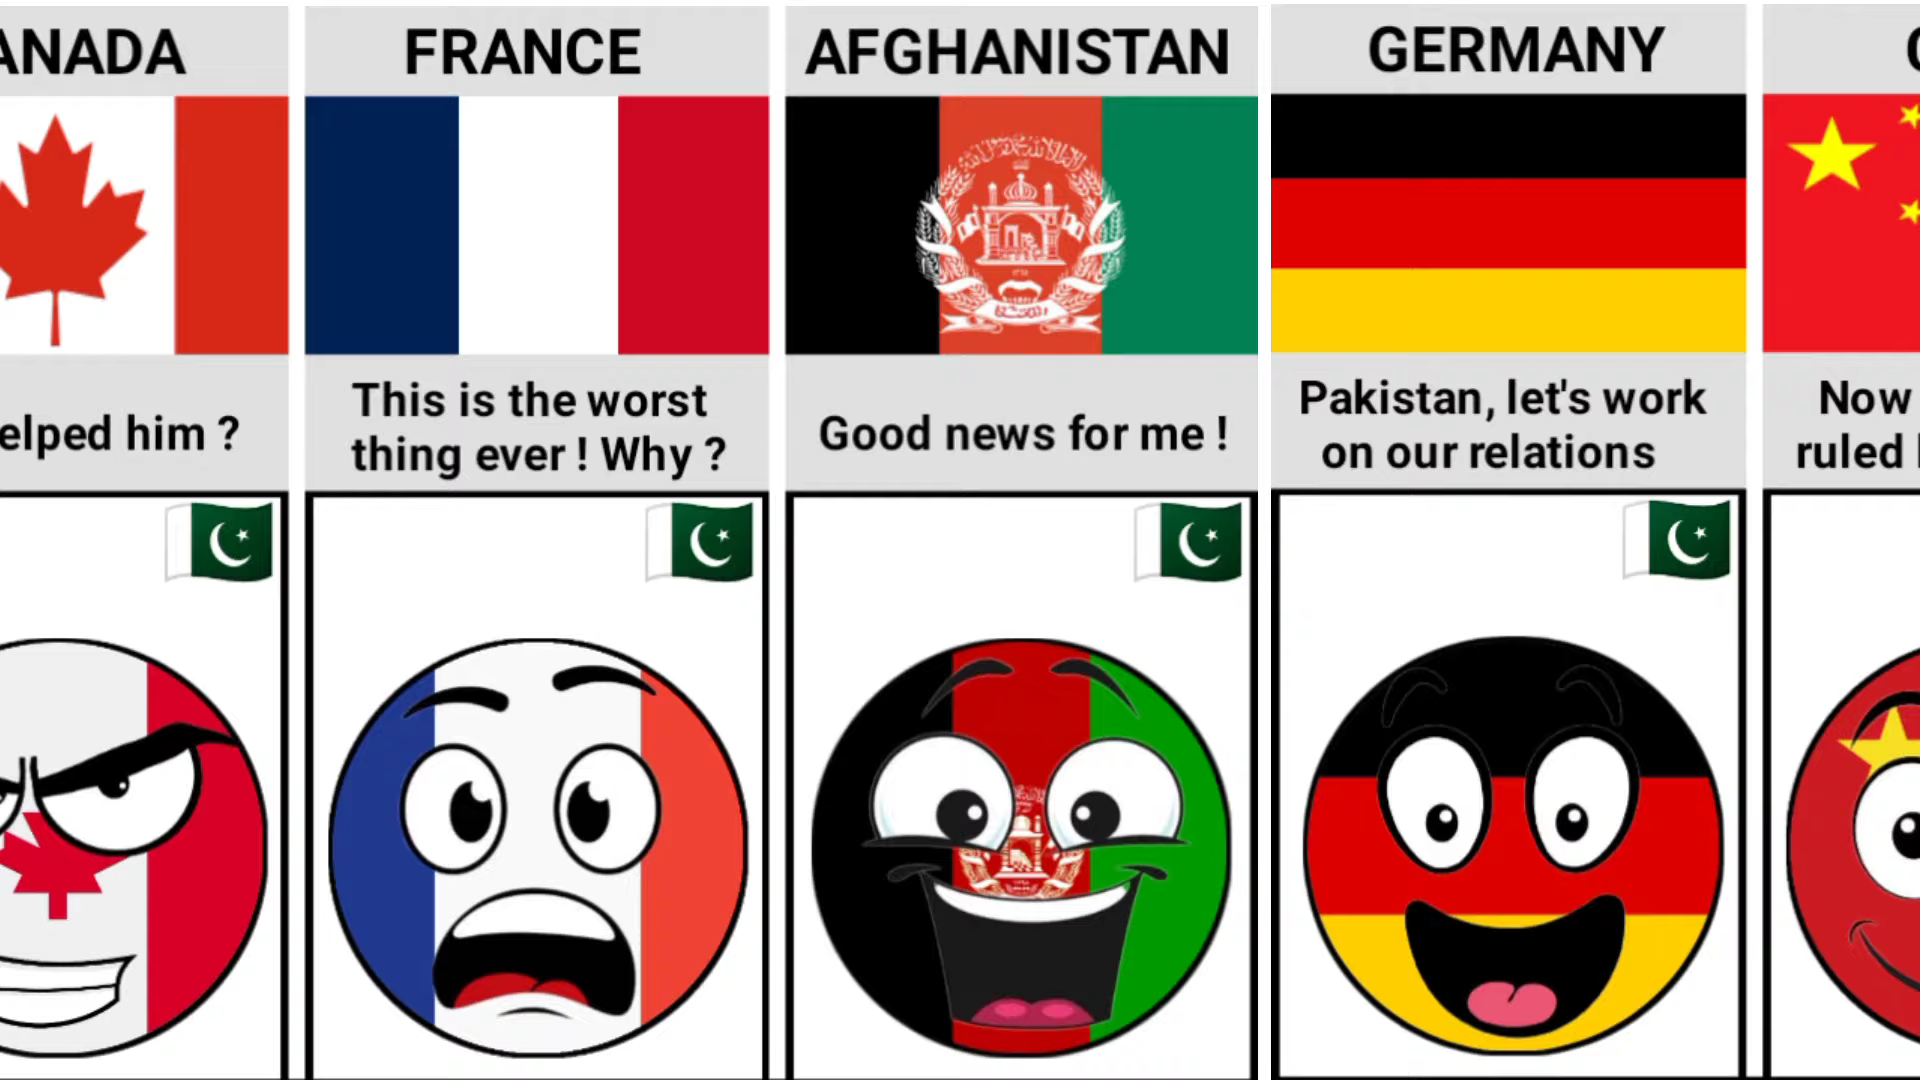 ANADA
FRANCE
AFGHANISTAN
GERMANY
elped him ?
This is the worst
thing ever ! Why ?
Good news for me !
Pakistan, let's work
on our relations
Now
ruled